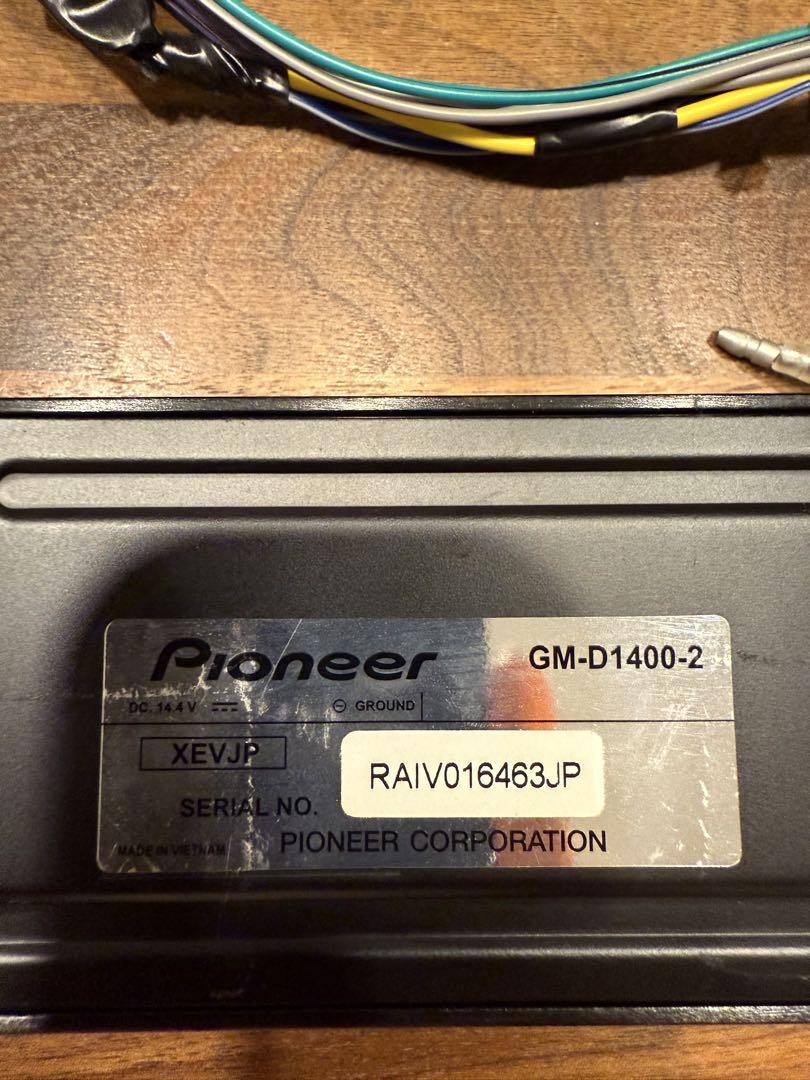 Pioneer GM-D1400-2
DC. 14.4 V ⊖ GROUND
XEVJP
RAIV016463JP
SERIAL NO.
MADE IN VIETNAM PIONEER CORPORATION